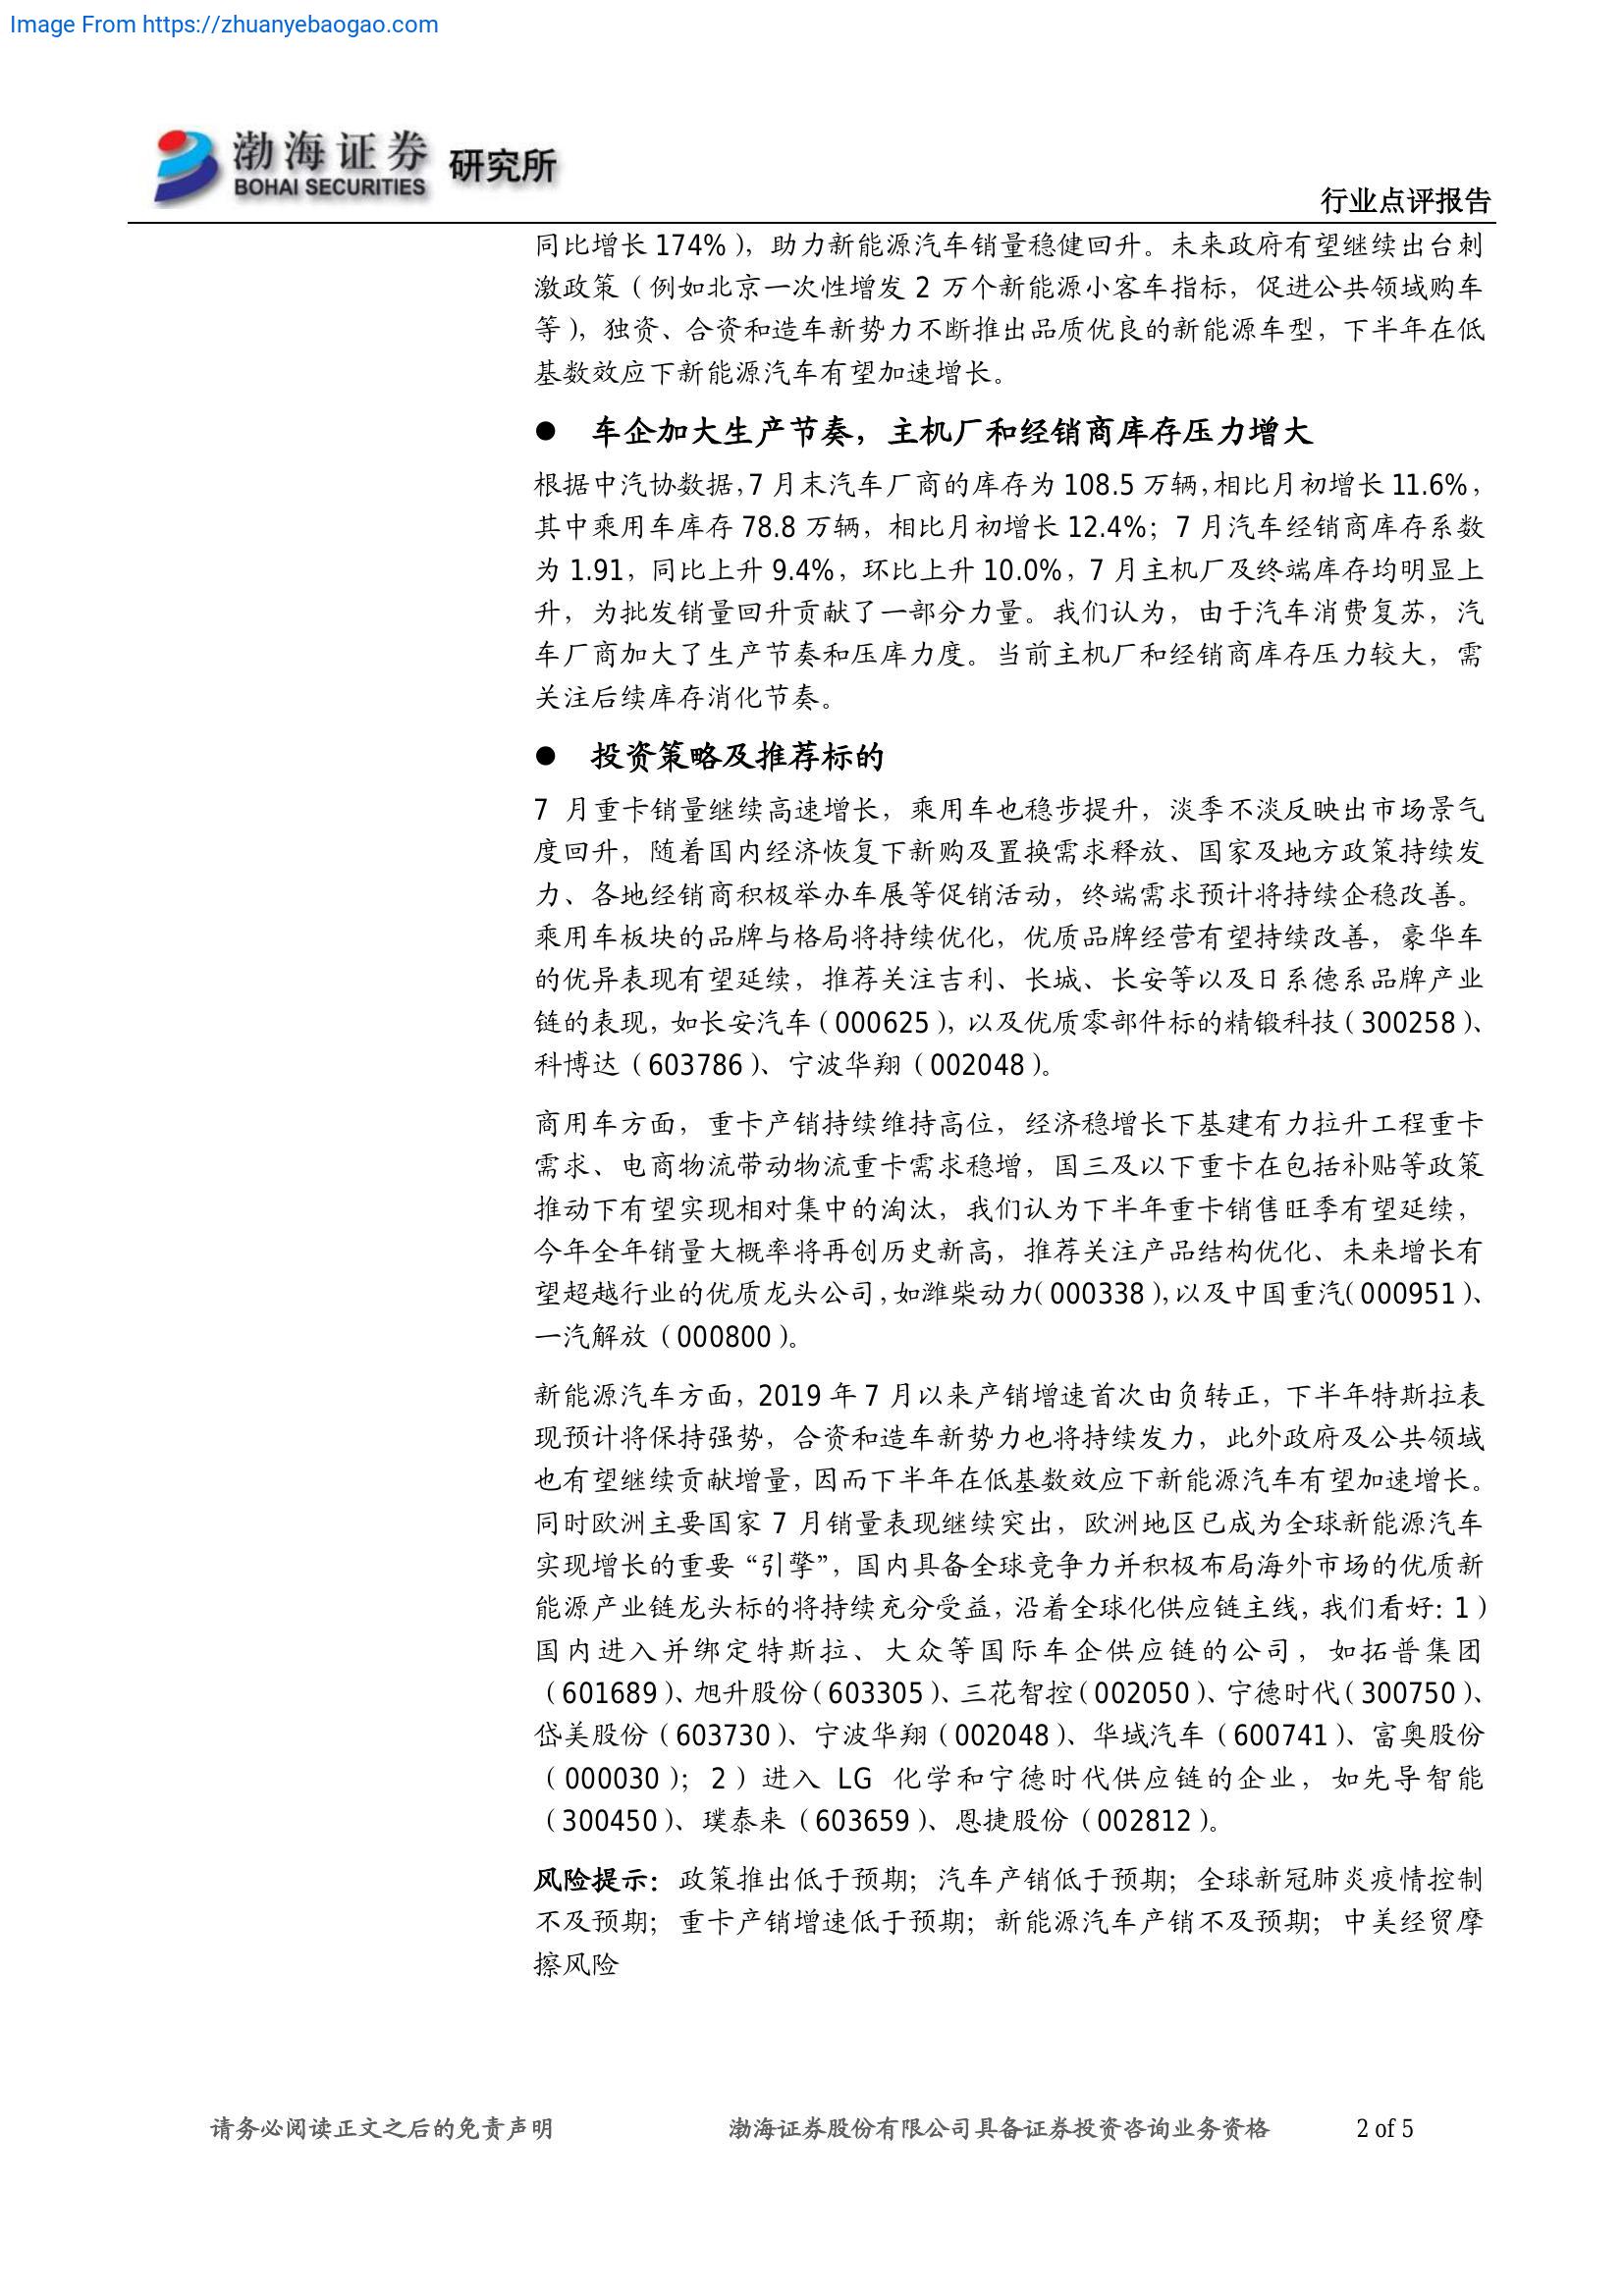 Image From https://zhuanyebaogao.com
渤海证券 研究所
BOHAI SECURITIES
行业点评报告
同比增长 174%），助力新能源汽车销量稳健回升。未来政府有望继续出台刺
激政策（例如北京一次性增发 2 万个新能源小客车指标，促进公共领域购车
等），独资、合资和造车新势力不断推出品质优良的新能源车型，下半年在低
基数效应下新能源汽车有望加速增长。
● 车企加大生产节奏，主机厂和经销商库存压力增大
根据中汽协数据，7 月末汽车厂商的库存为 108.5 万辆，相比月初增长 11.6%，
其中乘用车库存 78.8 万辆，相比月初增长 12.4%；7 月汽车经销商库存系数
为 1.91，同比上升 9.4%，环比上升 10.0%，7 月主机厂及终端库存均明显上
升，为批发销量回升贡献了一部分力量。我们认为，由于汽车消费复苏，汽
车厂商加大了生产节奏和压库力度。当前主机厂和经销商库存压力较大，需
关注后续库存消化节奏。
● 投资策略及推荐标的
7 月重卡销量继续高速增长，乘用车也稳步提升，淡季不淡反映出市场景气
度回升，随着国内经济恢复下新购及置换需求释放、国家及地方政策持续发
力、各地经销商积极举办车展等促销活动，终端需求预计将持续企稳改善。
乘用车板块的品牌与格局将持续优化，优质品牌经营有望持续改善，豪华车
的优异表现有望延续，推荐关注吉利、长城、长安等以及日系德系品牌产业
链的表现，如长安汽车（000625），以及优质零部件标的精锻科技（300258）、
科博达（603786）、宁波华翔（002048）。
商用车方面，重卡产销持续维持高位，经济稳增长下基建有力拉升工程重卡
需求、电商物流带动物流重卡需求稳增，国三及以下重卡在包括补贴等政策
推动下有望实现相对集中的淘汰，我们认为下半年重卡销售旺季有望延续，
今年全年销量大概率将再创历史新高，推荐关注产品结构优化、未来增长有
望超越行业的优质龙头公司，如潍柴动力（000338），以及中国重汽（000951）、
一汽解放（000800）。
新能源汽车方面，2019 年 7 月以来产销增速首次由负转正，下半年特斯拉表
现预计将保持强势，合资和造车新势力也将持续发力，此外政府及公共领域
也有望继续贡献增量，因而下半年在低基数效应下新能源汽车有望加速增长。
同时欧洲主要国家 7 月销量表现继续突出，欧洲地区已成为全球新能源汽车
实现增长的重要“引擎”，国内具备全球竞争力并积极布局海外市场的优质新
能源产业链龙头标的将持续充分受益，沿着全球化供应链主线，我们看好：1）
国内进入并绑定特斯拉、大众等国际车企供应链的公司，如拓普集团
（601689）、旭升股份（603305）、三花智控（002050）、宁德时代（300750）、
岱美股份（603730）、宁波华翔（002048）、华域汽车（600741）、富奥股份
（000030）；2）进入 LG 化学和宁德时代供应链的企业，如先导智能
（300450）、璞泰来（603659）、恩捷股份（002812）。
风险提示：政策推出低于预期；汽车产销低于预期；全球新冠肺炎疫情控制
不及预期；重卡产销增速低于预期；新能源汽车产销不及预期；中美经贸摩
擦风险
请务必阅读正文之后的免责声明 渤海证券股份有限公司具备证券投资咨询业务资格 2 of 5